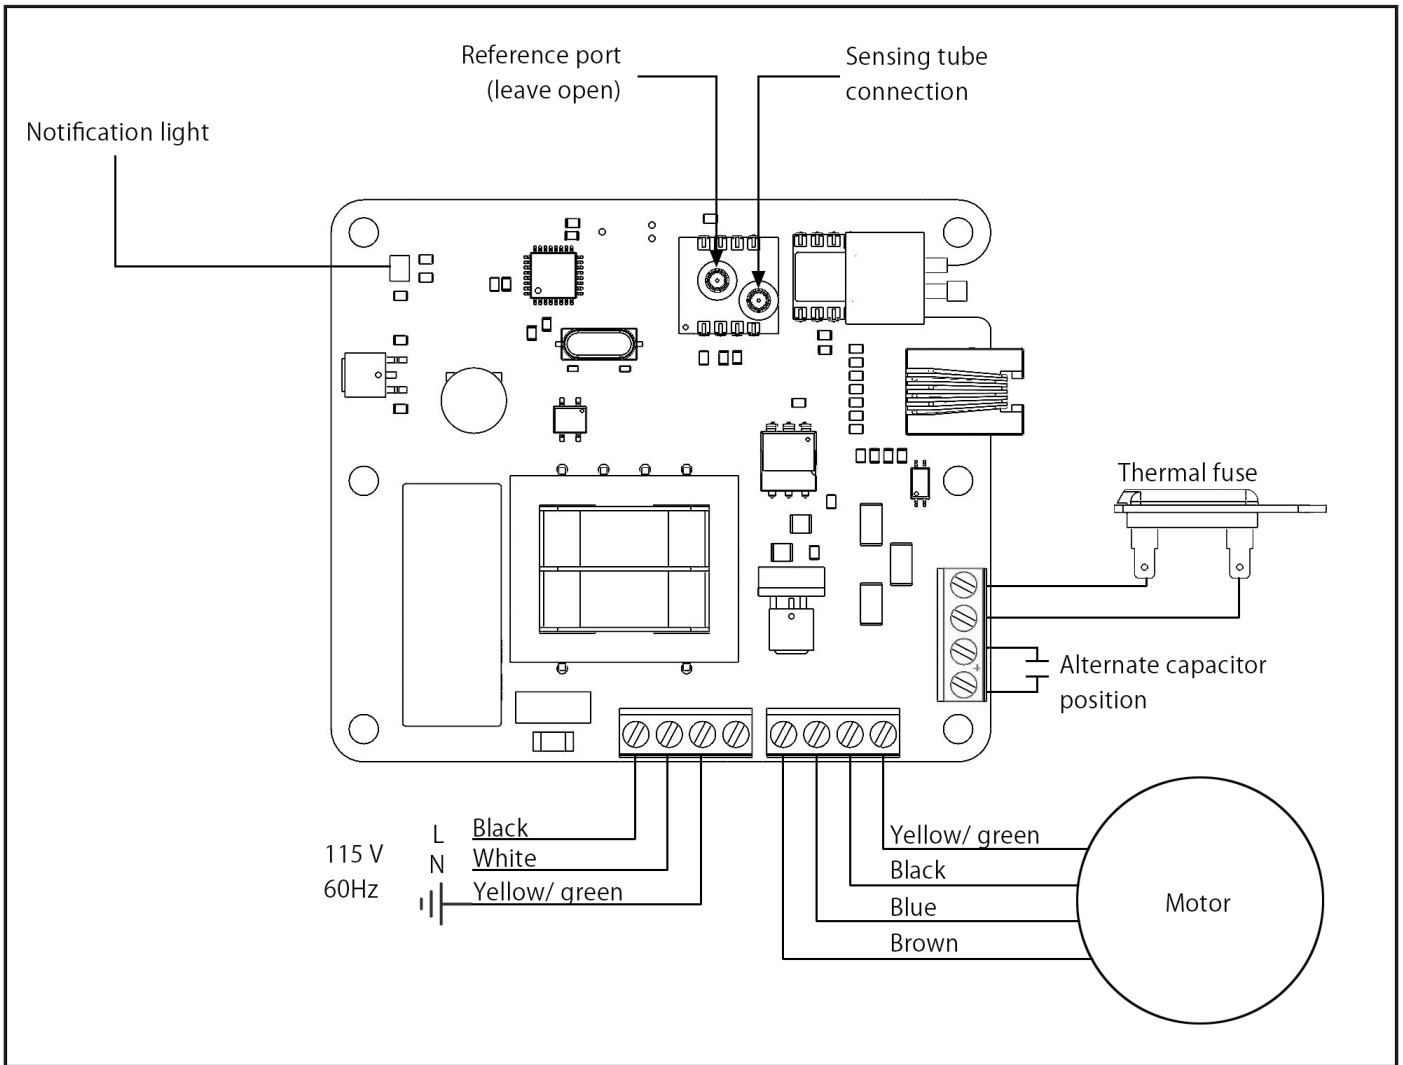 Reference port
(leave open)
Sensing tube
connection
Notification light
Thermal fuse
Alternate capacitor
position
115 V
60Hz
L
N
Black
White
Yellow/ green
Yellow/ green
Black
Blue
Brown
Motor